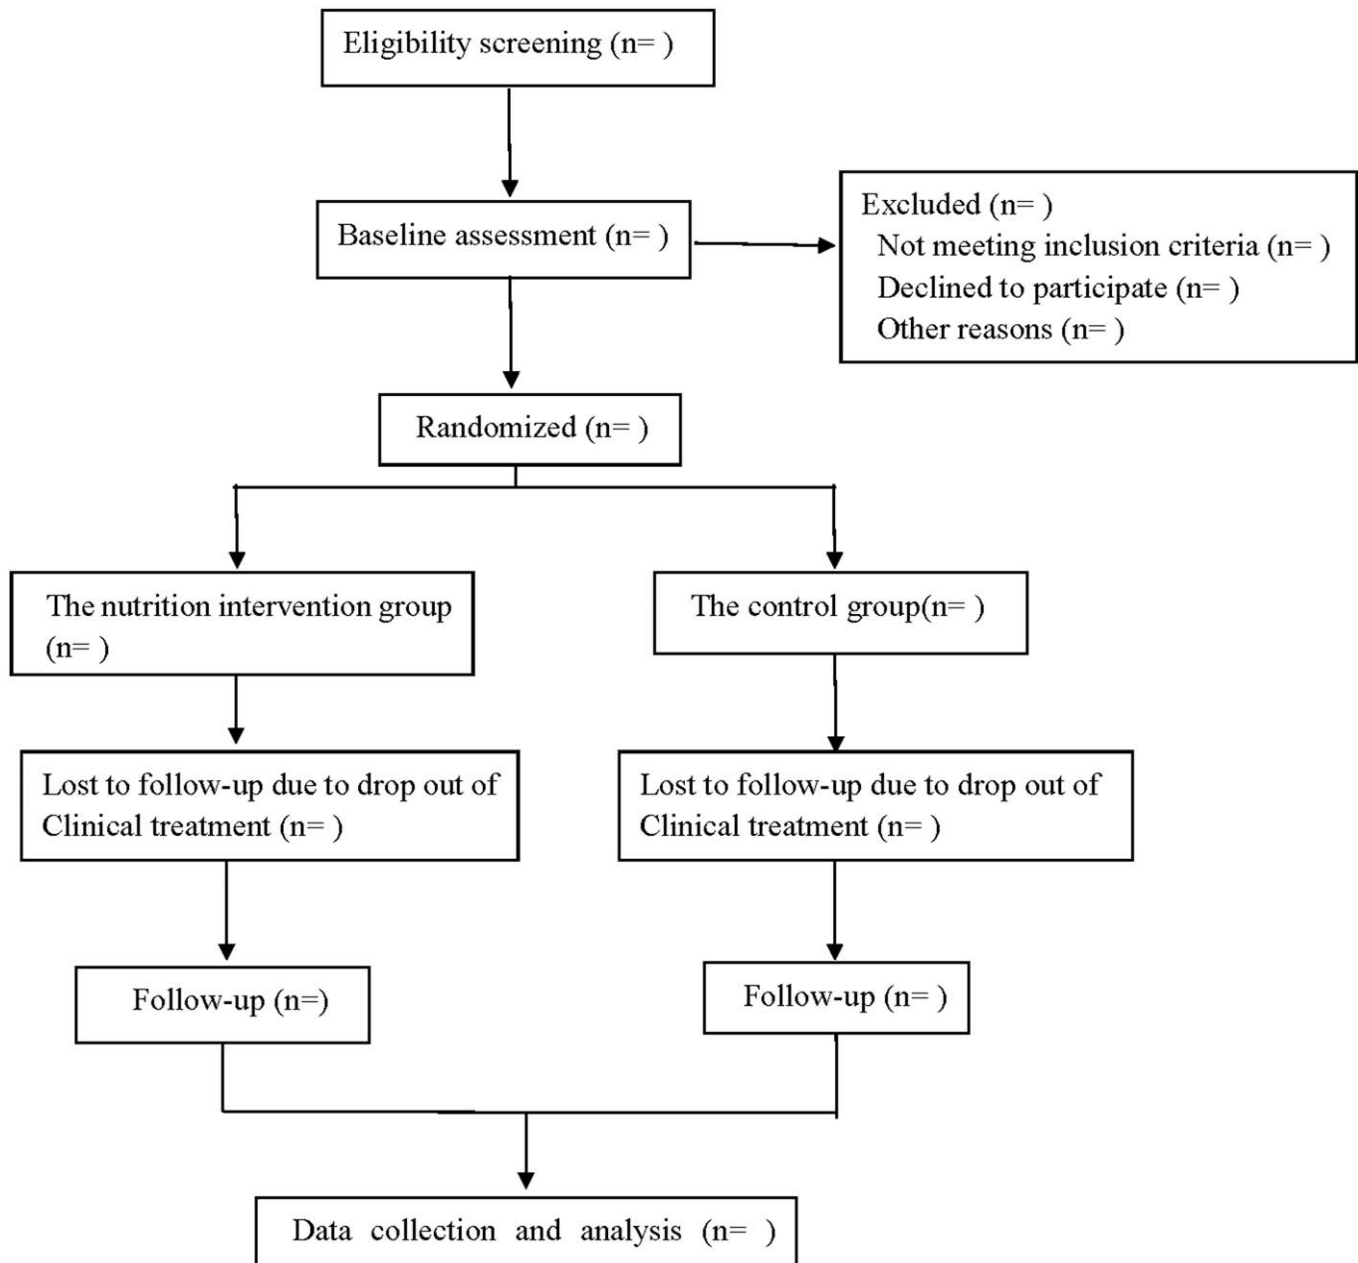 Eligibility screening (n= )
Baseline assessment (n= )
Excluded (n= )
Not meeting inclusion criteria (n= )
Declined to participate (n= )
Other reasons (n= )
Randomized (n= )
The nutrition intervention group
(n= )
The control group(n= )
Lost to follow-up due to drop out of
Clinical treatment (n= )
Lost to follow-up due to drop out of
Clinical treatment (n= )
Follow-up (n=)
Follow-up (n= )
Data collection and analysis (n= )